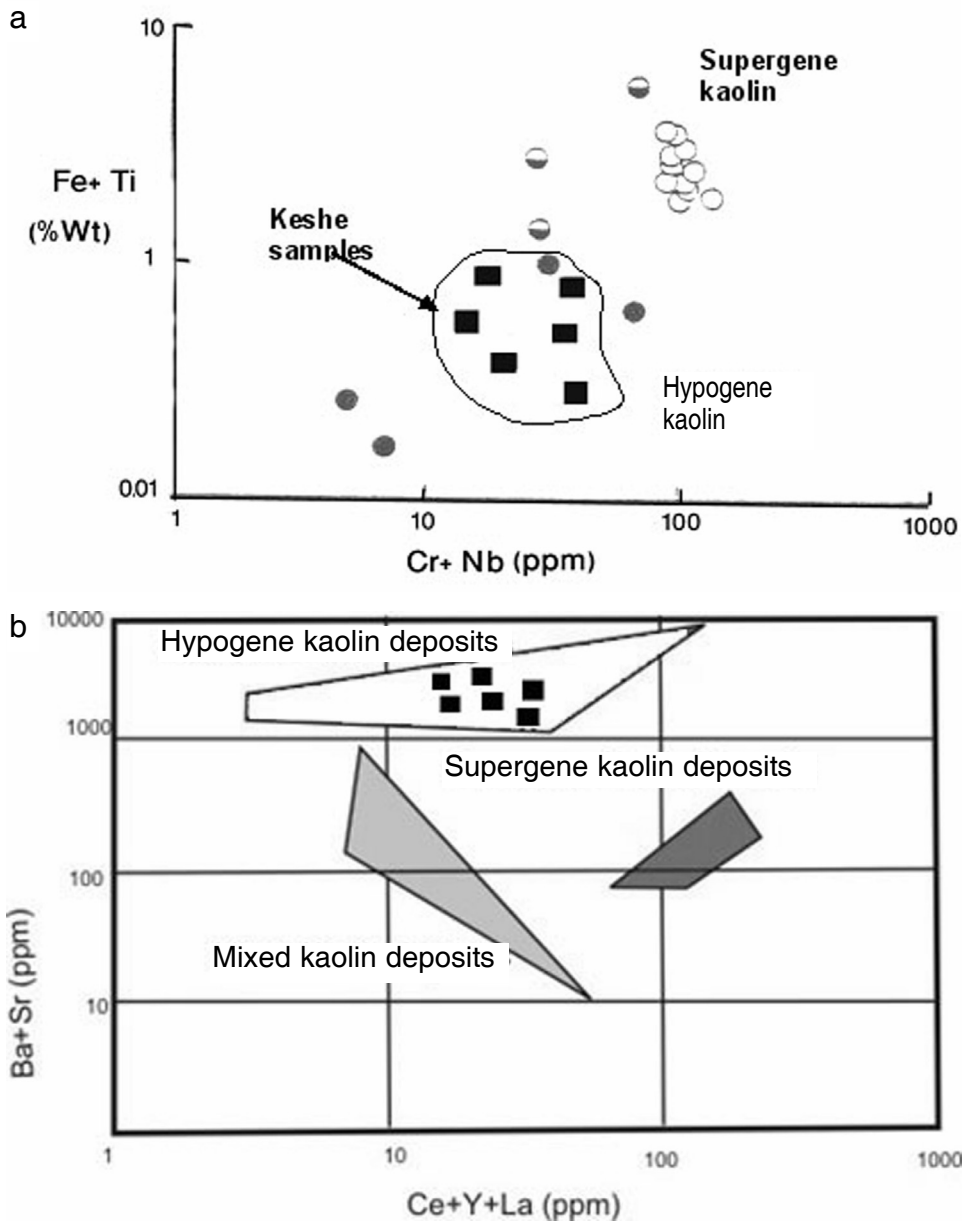 a
10
Supergene
kaolin
Fe+ Ti
(%Wt)
Keshe
samples
1
Hypogene
kaolin
0.01
1
10
100
1000
Cr+ Nb (ppm)
b
10000
Hypogene kaolin deposits
1000
Supergene kaolin deposits
100
Mixed kaolin deposits
10
Ba+Sr (ppm)
1
10
100
1000
Ce+Y+La (ppm)